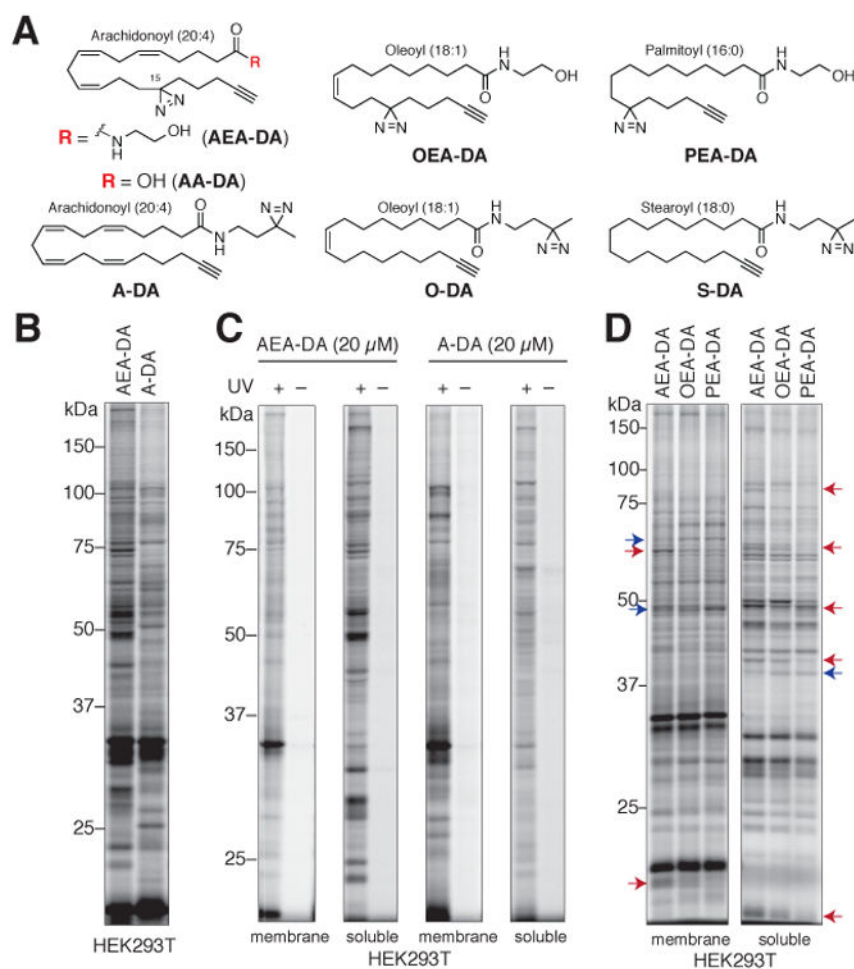 A
Arachidonoyl (20:4)
O
R
15
N=N
R = N H OH (AEA-DA)
R = OH (AA-DA)
Oleoyl (18:1)
H N OH
O
N=N
OEA-DA
Palmitoyl (16:0)
H N OH
O
N=N
PEA-DA
Arachidonoyl (20:4)
O
N=N
N H
A-DA
Oleoyl (18:1)
H N
O
N=N
O-DA
Stearoyl (18:0)
H N
O
N=N
S-DA
B
AEA-DA
A-DA
kDa
150
100
75
50
37
25
HEK293T
C
AEA-DA (20 µM)
A-DA (20 µM)
UV + − + − + − + −
kDa
150
100
75
50
37
25
membrane soluble membrane soluble
HEK293T
D
AEA-DA
OEA-DA
PEA-DA
AEA-DA
OEA-DA
PEA-DA
kDa
150
100
75
50
37
25
membrane soluble
HEK293T